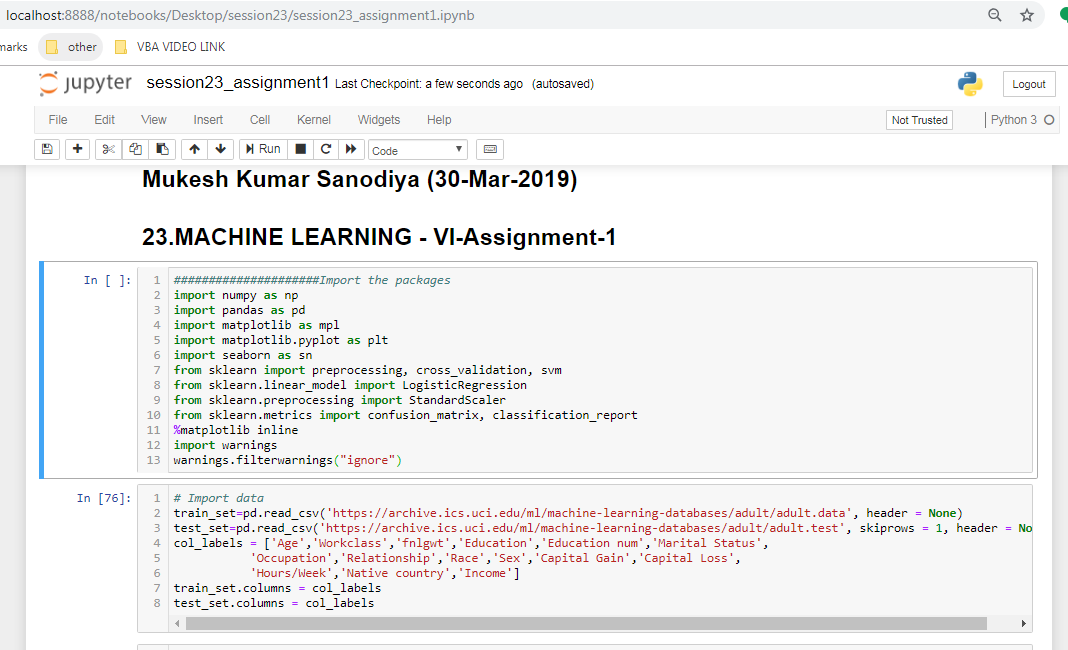 localhost:8888/notebooks/Desktop/session23/session23_assignment1.ipynb
marks other VBA VIDEO LINK
jupyter session23_assignment1 Last Checkpoint: a few seconds ago (autosaved) Logout
File Edit View Insert Cell Kernel Widgets Help Not Trusted Python 3
Run Code
Mukesh Kumar Sanodiya (30-Mar-2019)
23.MACHINE LEARNING - VI-Assignment-1
In [ ]:
1 #####################Import the packages
2 import numpy as np
3 import pandas as pd
4 import matplotlib as mpl
5 import matplotlib.pyplot as plt
6 import seaborn as sn
7 from sklearn import preprocessing, cross_validation, svm
8 from sklearn.linear_model import LogisticRegression
9 from sklearn.preprocessing import StandardScaler
10 from sklearn.metrics import confusion_matrix, classification_report
11 %matplotlib inline
12 import warnings
13 warnings.filterwarnings("ignore")
In [76]:
1 # Import data
2 train_set=pd.read_csv('https://archive.ics.uci.edu/ml/machine-learning-databases/adult/adult.data', header = None)
3 test_set=pd.read_csv('https://archive.ics.uci.edu/ml/machine-learning-databases/adult/adult.test', skiprows = 1, header = No
4 col_labels = ['Age','Workclass','fnlgwt','Education','Education num','Marital Status',
5 'Occupation','Relationship','Race','Sex','Capital Gain','Capital Loss',
6 'Hours/Week','Native country','Income']
7 train_set.columns = col_labels
8 test_set.columns = col_labels